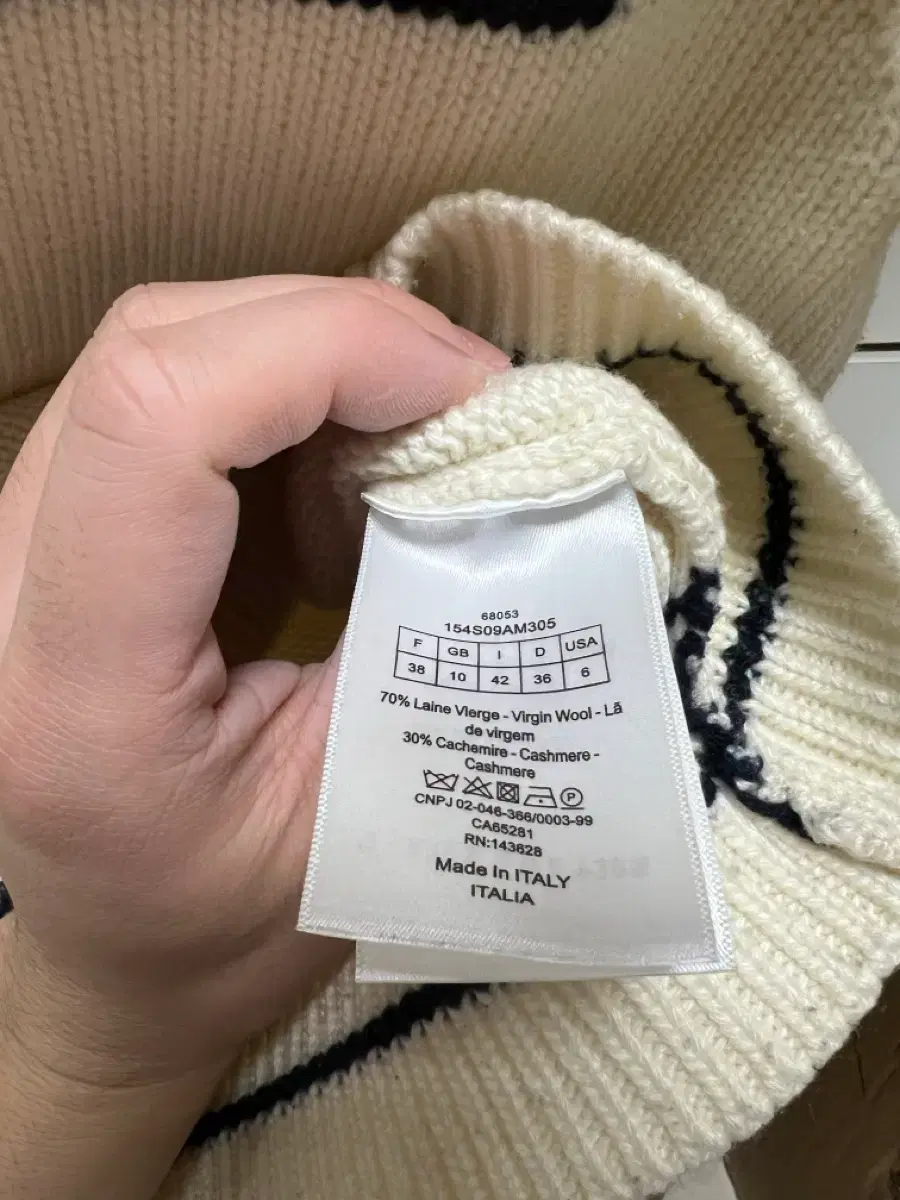 68053
154S09AM305
F GB I D USA
38 10 42 36 6
70% Laine Vierge - Virgin Wool - Lã
de virgem
30% Cachemire - Cashmere -
Cashmere
P
CNPJ 02-046-366/0003-99
CA65281
RN:143628
Made In ITALY
ITALIA